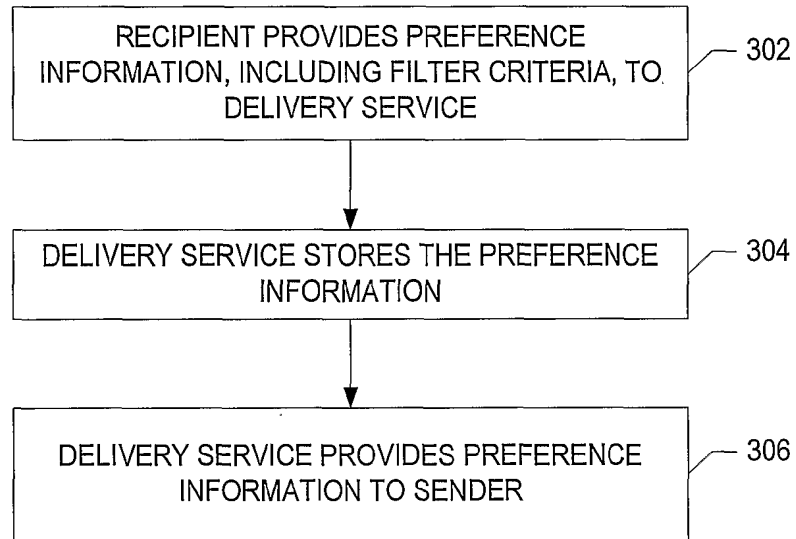 RECIPIENT PROVIDES PREFERENCE
INFORMATION, INCLUDING FILTER CRITERIA, TO
DELIVERY SERVICE
302
DELIVERY SERVICE STORES THE PREFERENCE
INFORMATION
304
DELIVERY SERVICE PROVIDES PREFERENCE
INFORMATION TO SENDER
306